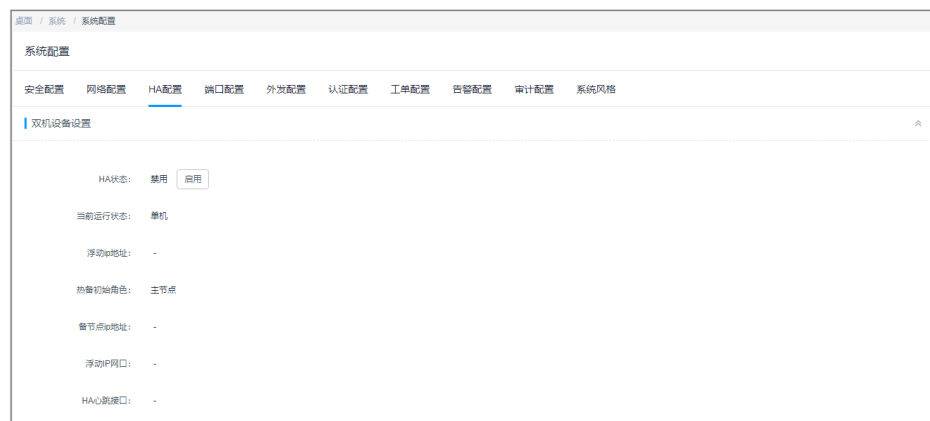 桌面 / 系统 / 系统配置
系统配置
安全配置 网络配置 HA配置 端口配置 外发配置 认证配置 工单配置 告警配置 审计配置 系统风格
双机设备设置
HA状态: 禁用 启用
当前运行状态: 单机
浮动ip地址: -
热备初始角色: 主节点
备节点ip地址: -
浮动IP网口: -
HA心跳接口: -